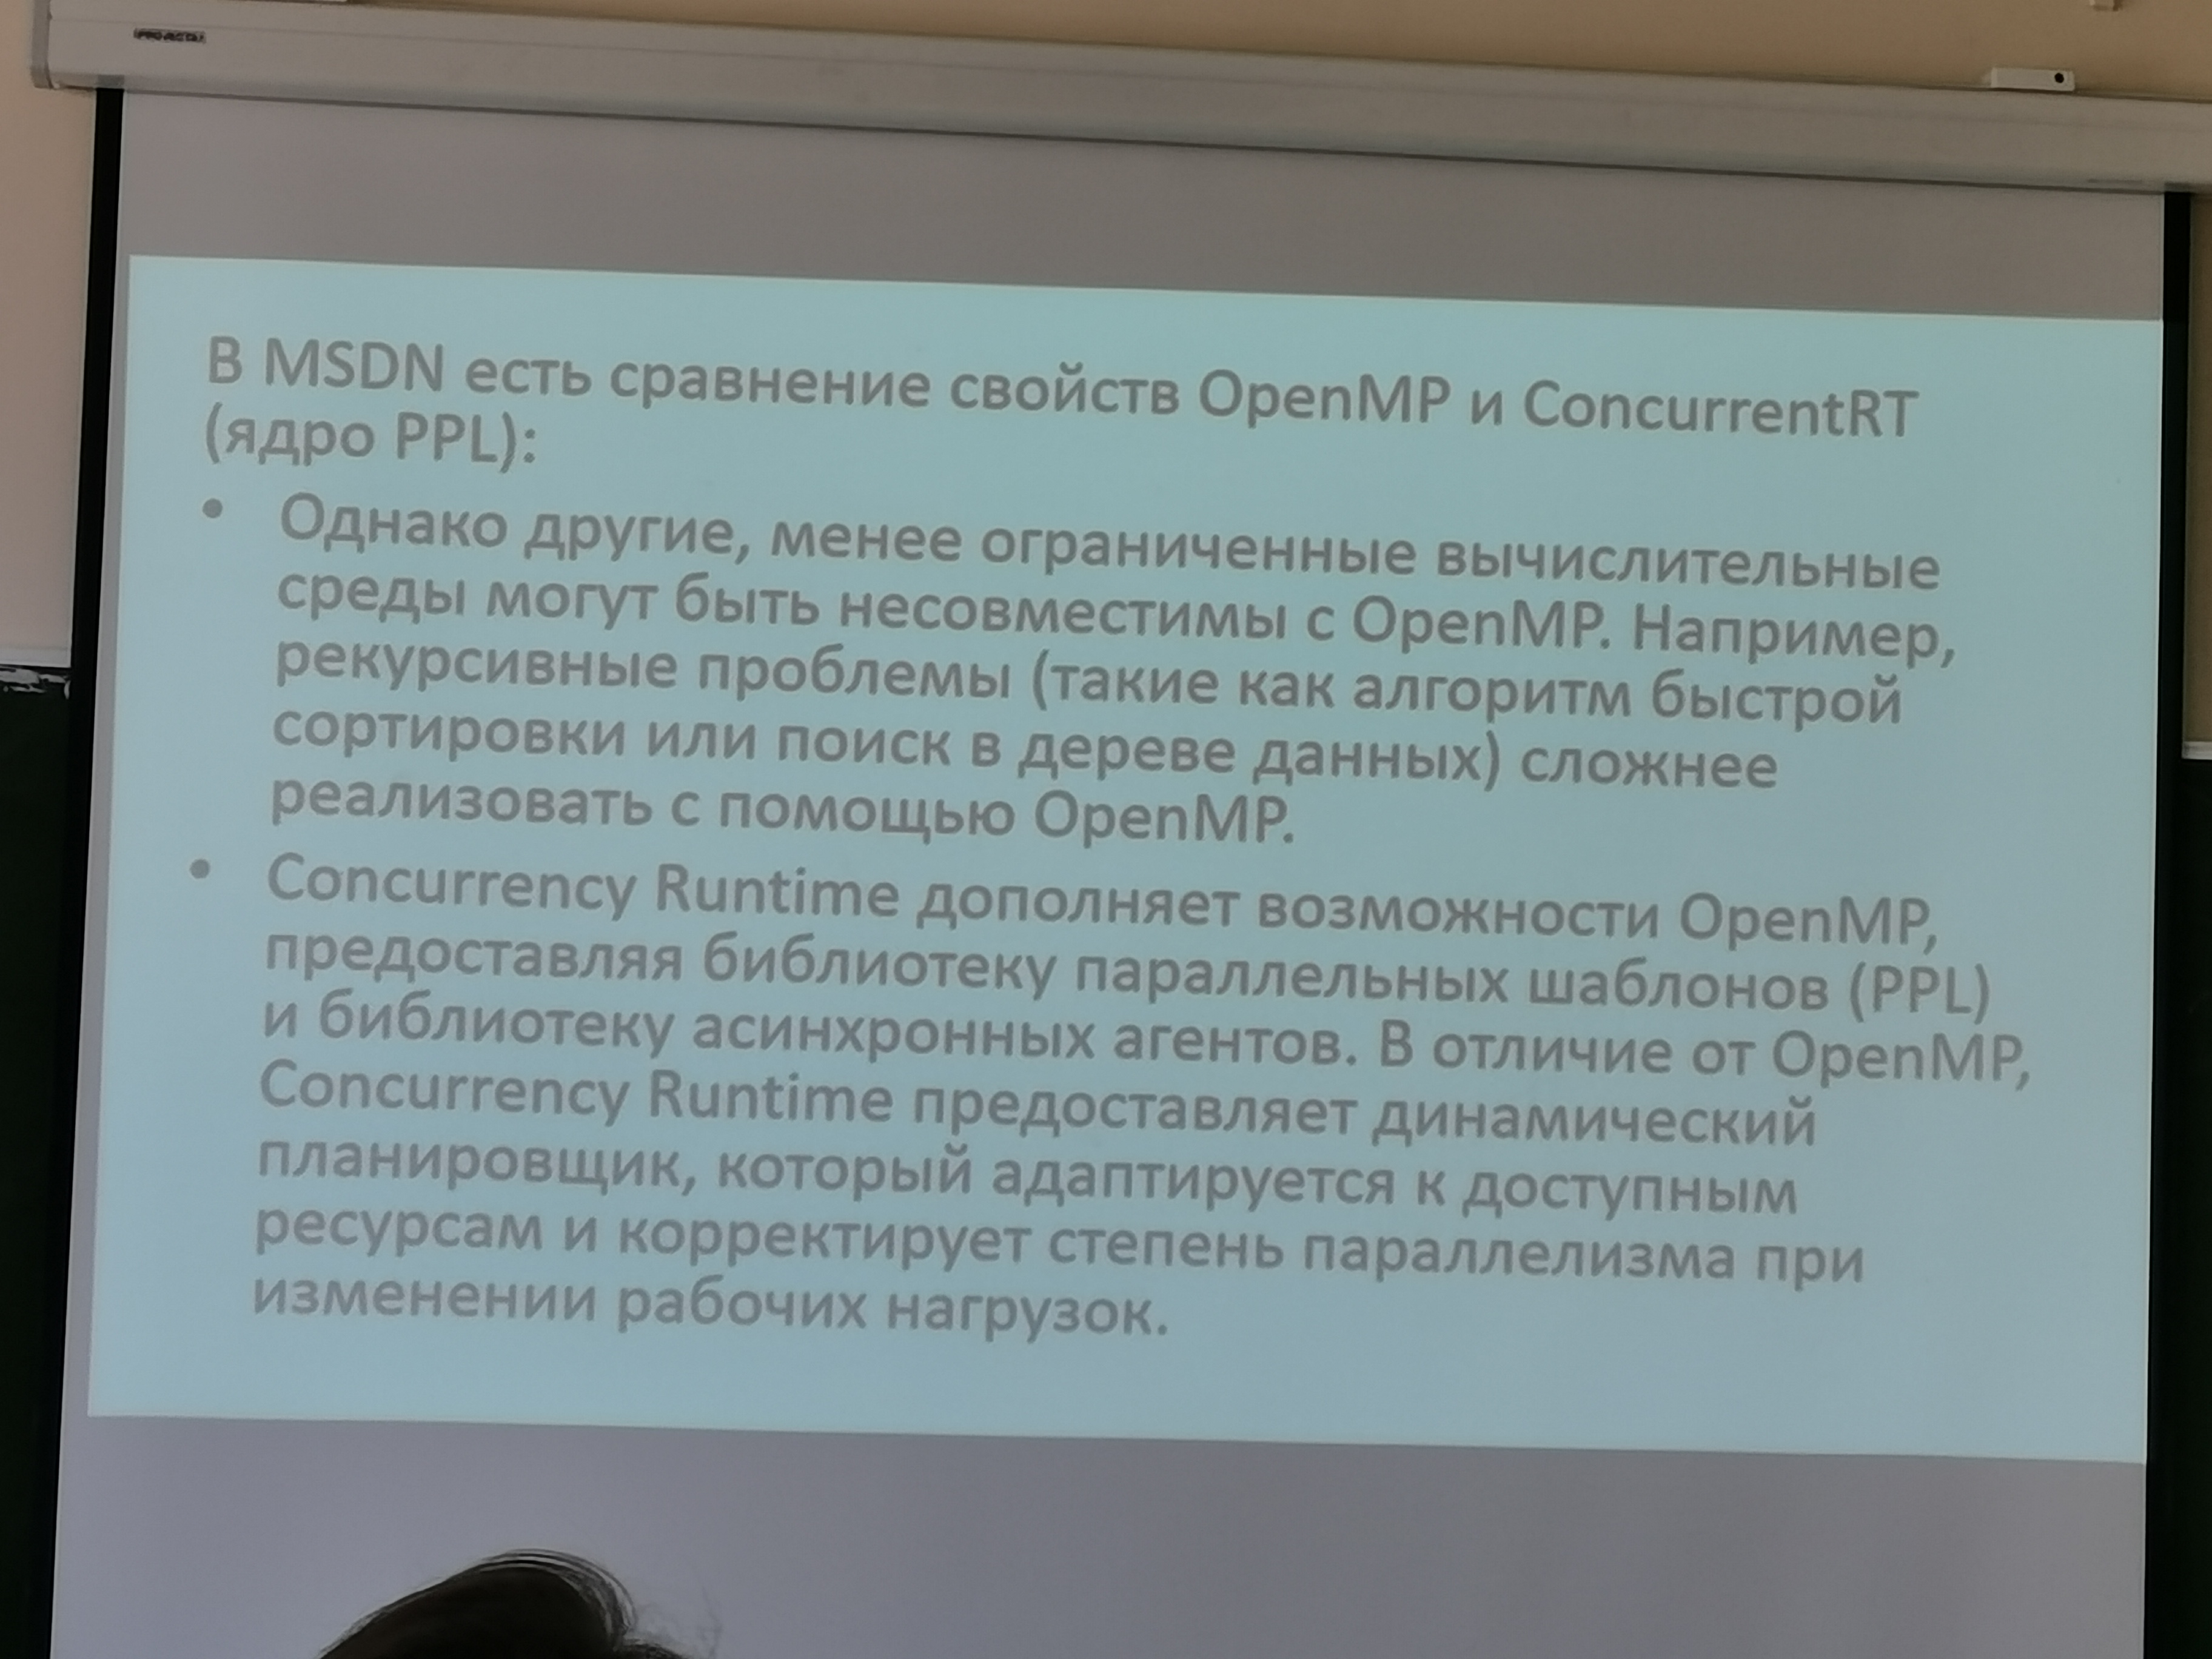 В MSDN есть сравнение свойств OpenMP и ConcurrentRT
(ядро PPL):
• Однако другие, менее ограниченные вычислительные
среды могут быть несовместимы с OpenMP. Например,
рекурсивные проблемы (такие как алгоритм быстрой
сортировки или поиск в дереве данных) сложнее
реализовать с помощью OpenMP.
• Concurrency Runtime дополняет возможности OpenMP,
предоставляя библиотеку параллельных шаблонов (PPL)
и библиотеку асинхронных агентов. В отличие от OpenMP,
Concurrency Runtime предоставляет динамический
планировщик, который адаптируется к доступным
ресурсам и корректирует степень параллелизма при
изменении рабочих нагрузок.